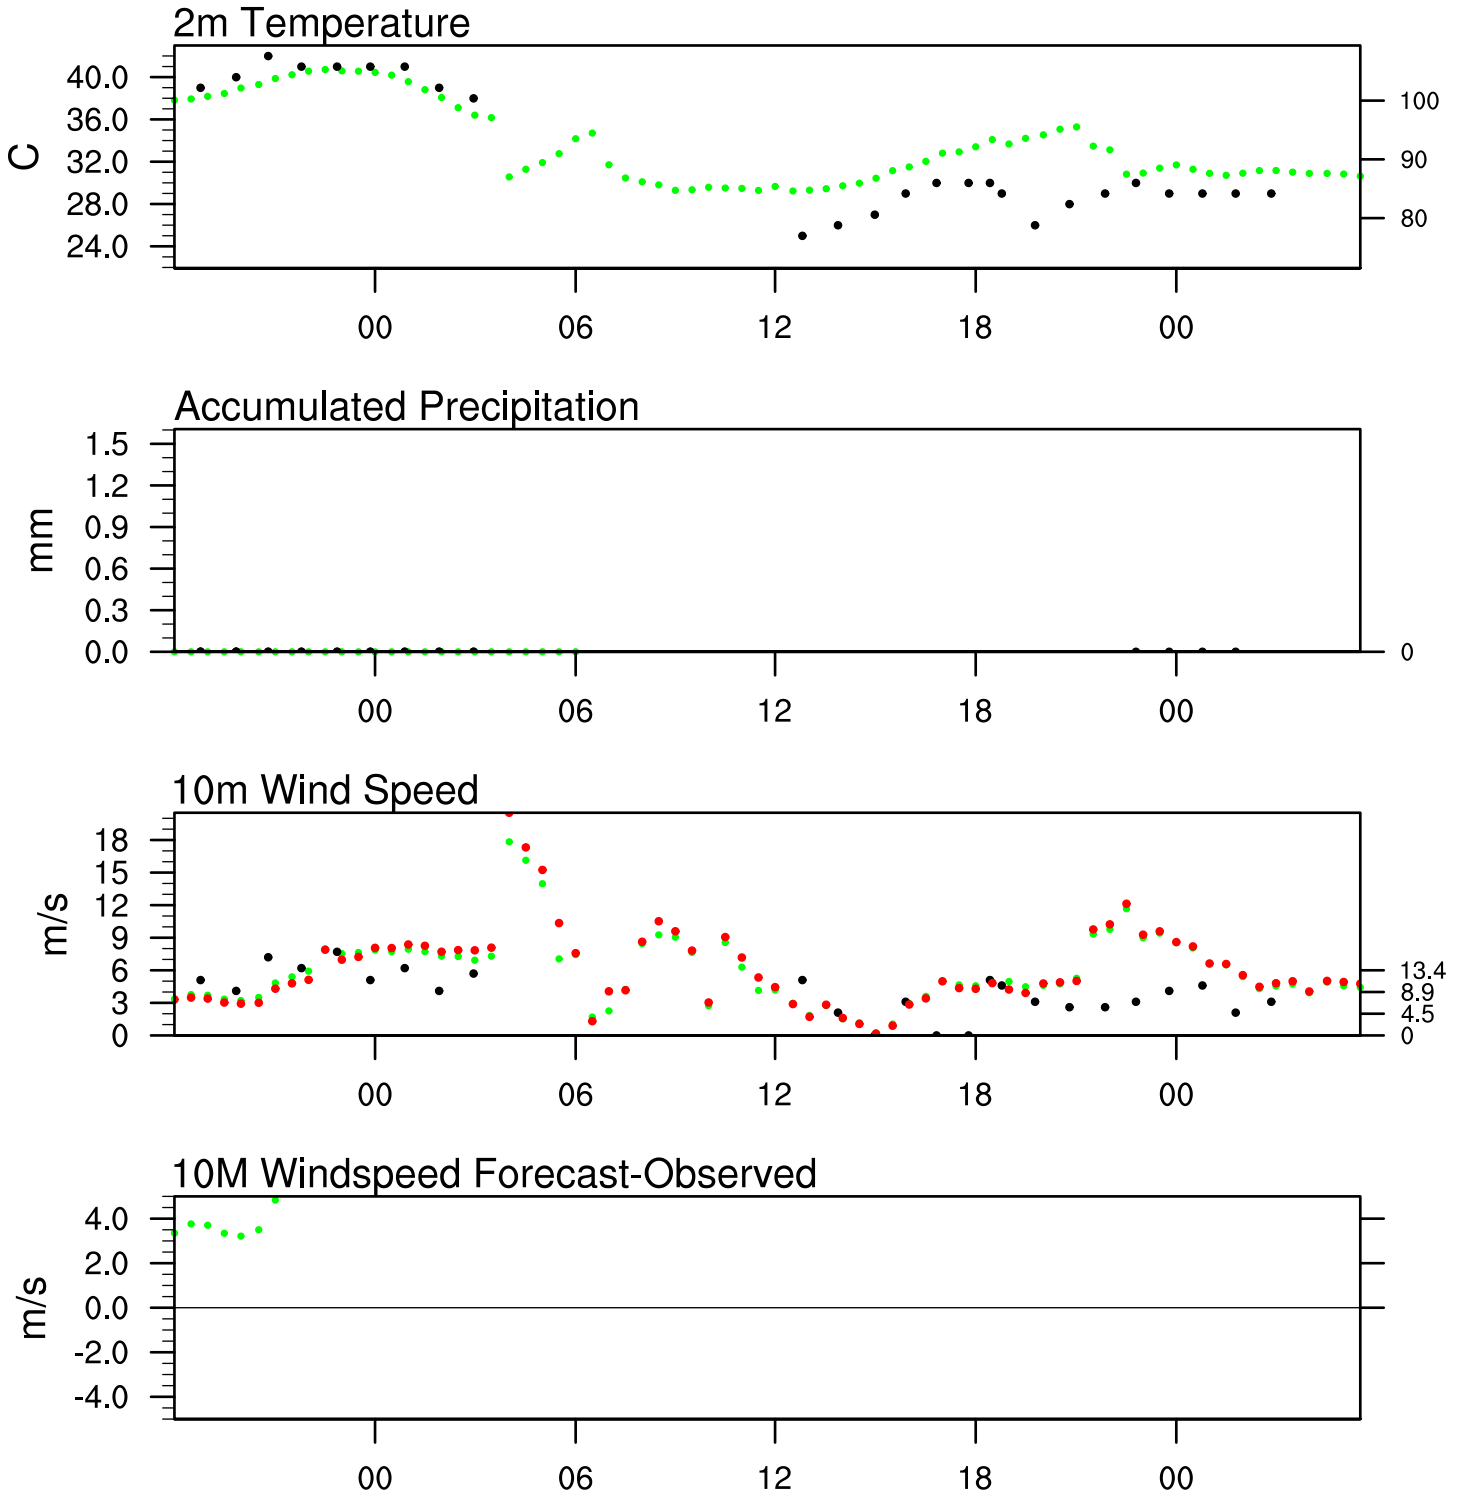 2m Temperature
C
40.0
36.0
32.0
28.0
24.0
100
90
80
00 06 12 18 00
Accumulated Precipitation
mm
1.5
1.2
0.9
0.6
0.3
0.0
0
00 06 12 18 00
10m Wind Speed
m/s
18
15
12
9
6
3
0
13.4
8.9
4.5
0
00 06 12 18 00
10M Windspeed Forecast-Observed
m/s
4.0
2.0
0.0
-2.0
-4.0
00 06 12 18 00